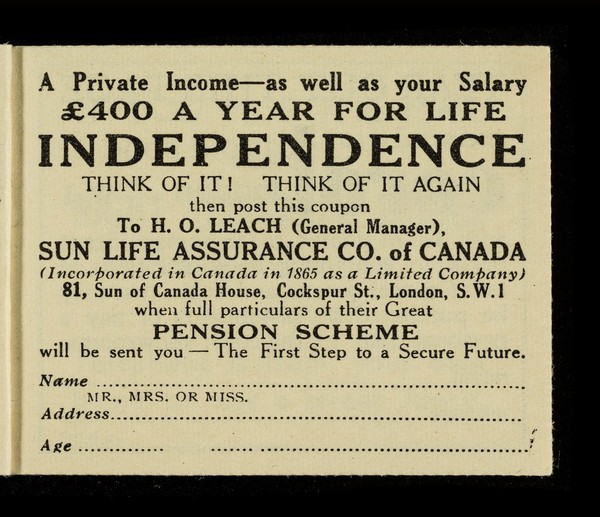 A Private Income—as well as your Salary
£400 A YEAR FOR LIFE
INDEPENDENCE
THINK OF IT! THINK OF IT AGAIN
then post this coupon
To H. O. LEACH (General Manager),
SUN LIFE ASSURANCE CO. of CANADA
(Incorporated in Canada in 1865 as a Limited Company)
81, Sun of Canada House, Cockspur St., London, S.W.1
when full particulars of their Great
PENSION SCHEME
will be sent you — The First Step to a Secure Future.
Name ..........................................................................
MR., MRS. OR MISS.
Address..........................................................................
Age .............. ....... .............................................